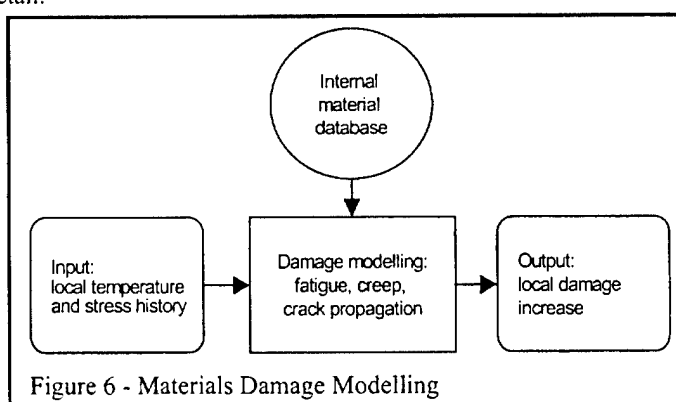 Internal
material
database
Input:
local temperature
and stress history
Damage modelling:
fatigue, creep,
crack propagation
Output:
local damage
increase
Figure 6 - Materials Damage Modelling